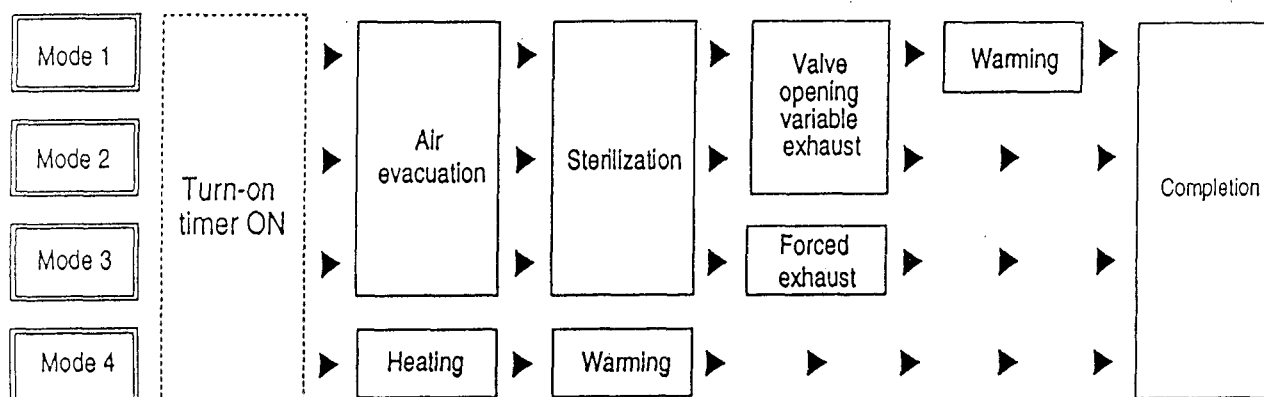 Mode 1
Mode 2
Mode 3
Mode 4
Turn-on
timer ON
Air
evacuation
Heating
Sterilization
Warming
Valve
opening
variable
exhaust
Forced
exhaust
Warming
Completion